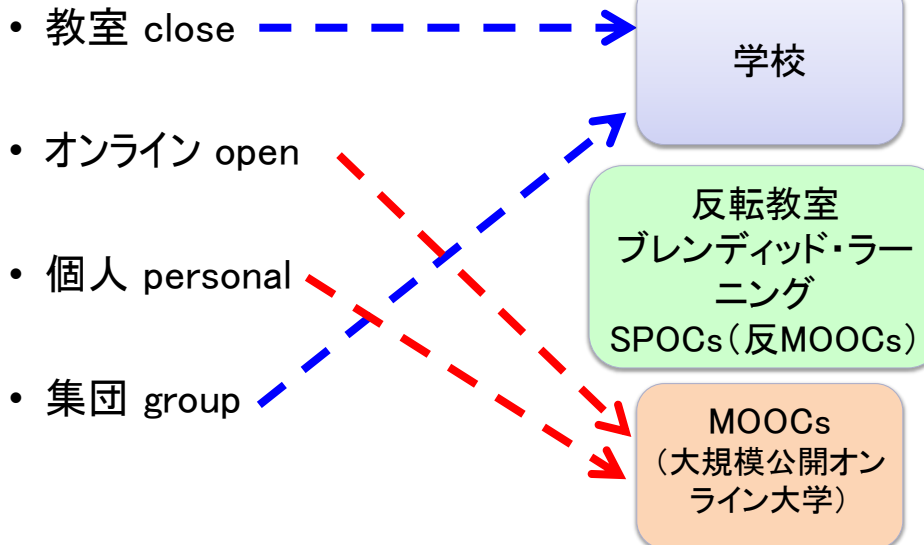 • 教室 close
• オンライン open
• 個人 personal
• 集団 group
学校
反転教室
ブレンディッド・ラー
ニング
SPOCs(反MOOCs)
MOOCs
(大規模公開オン
ライン大学)